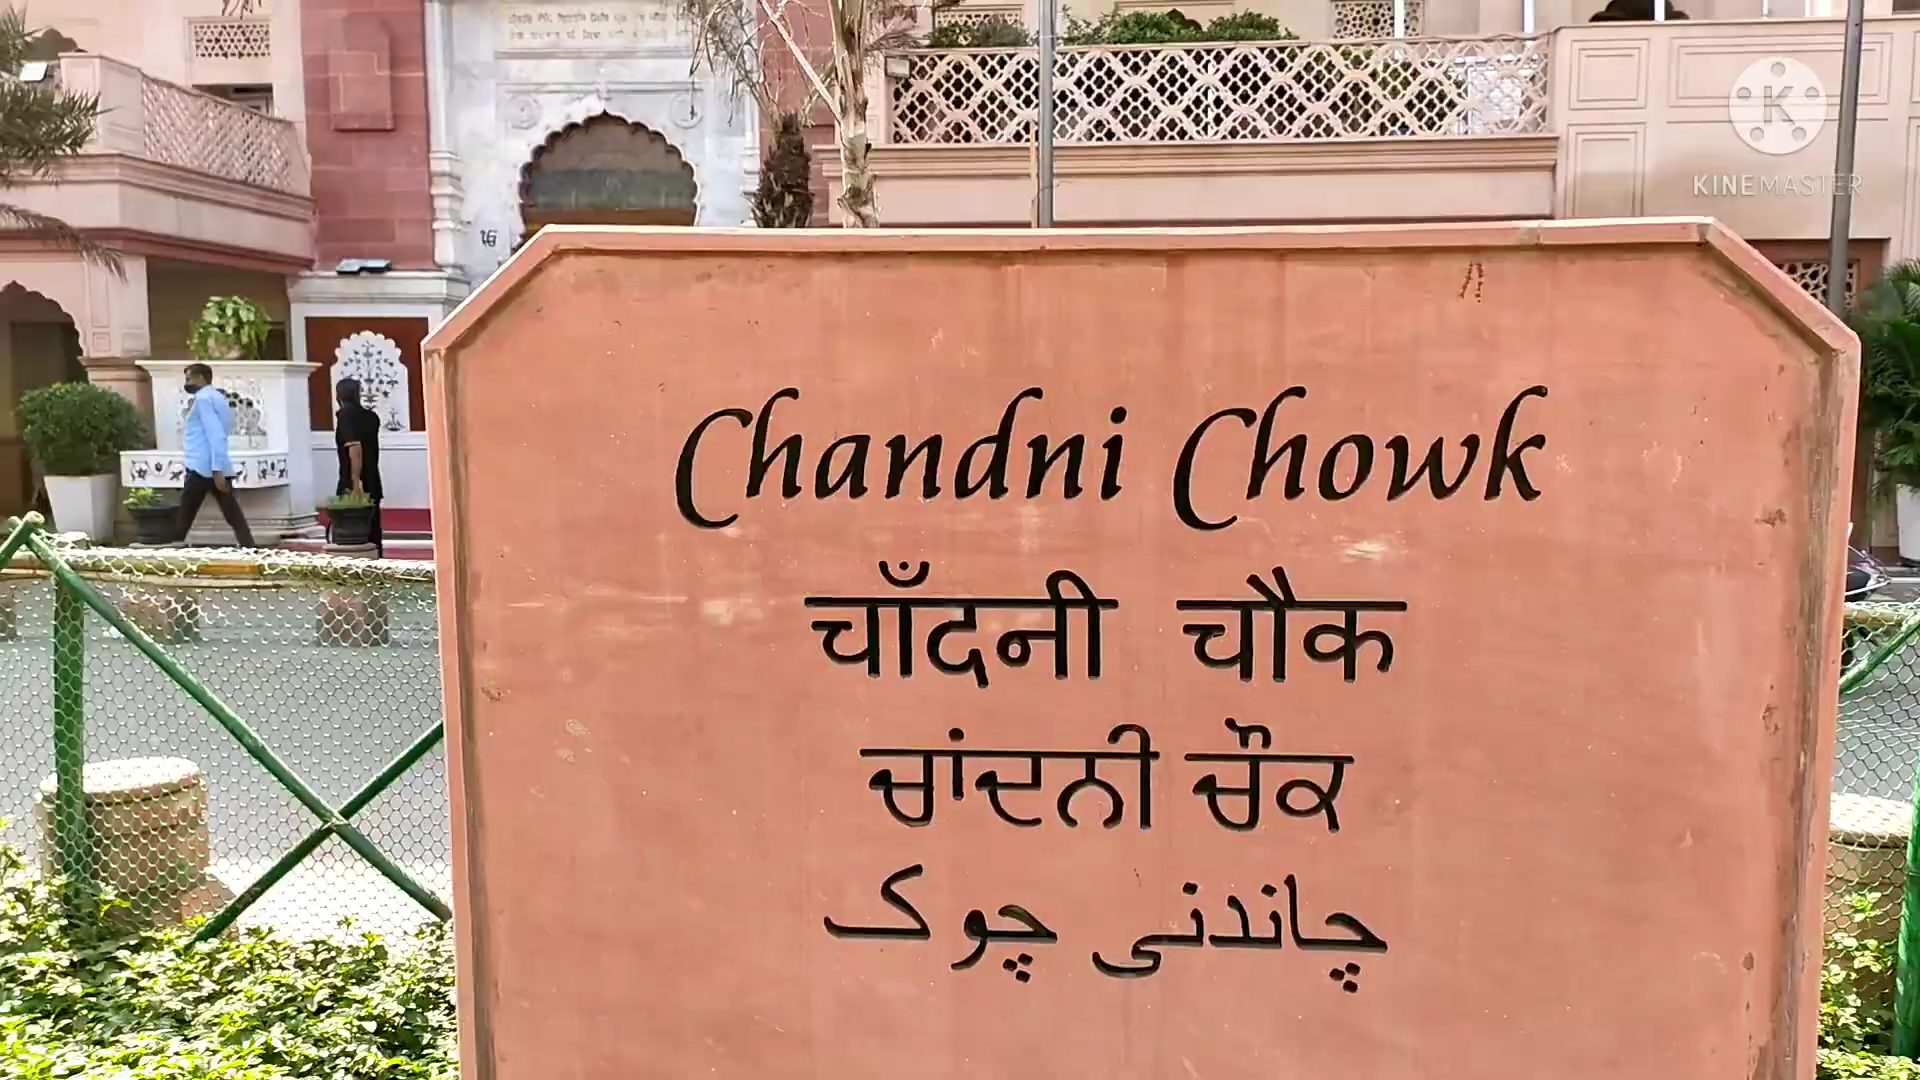 KINEMASTER
Chandni Chowk
चाँदनी चौक
ਚਾਂਦਨੀ ਚੌਕ
چاندنی چوک